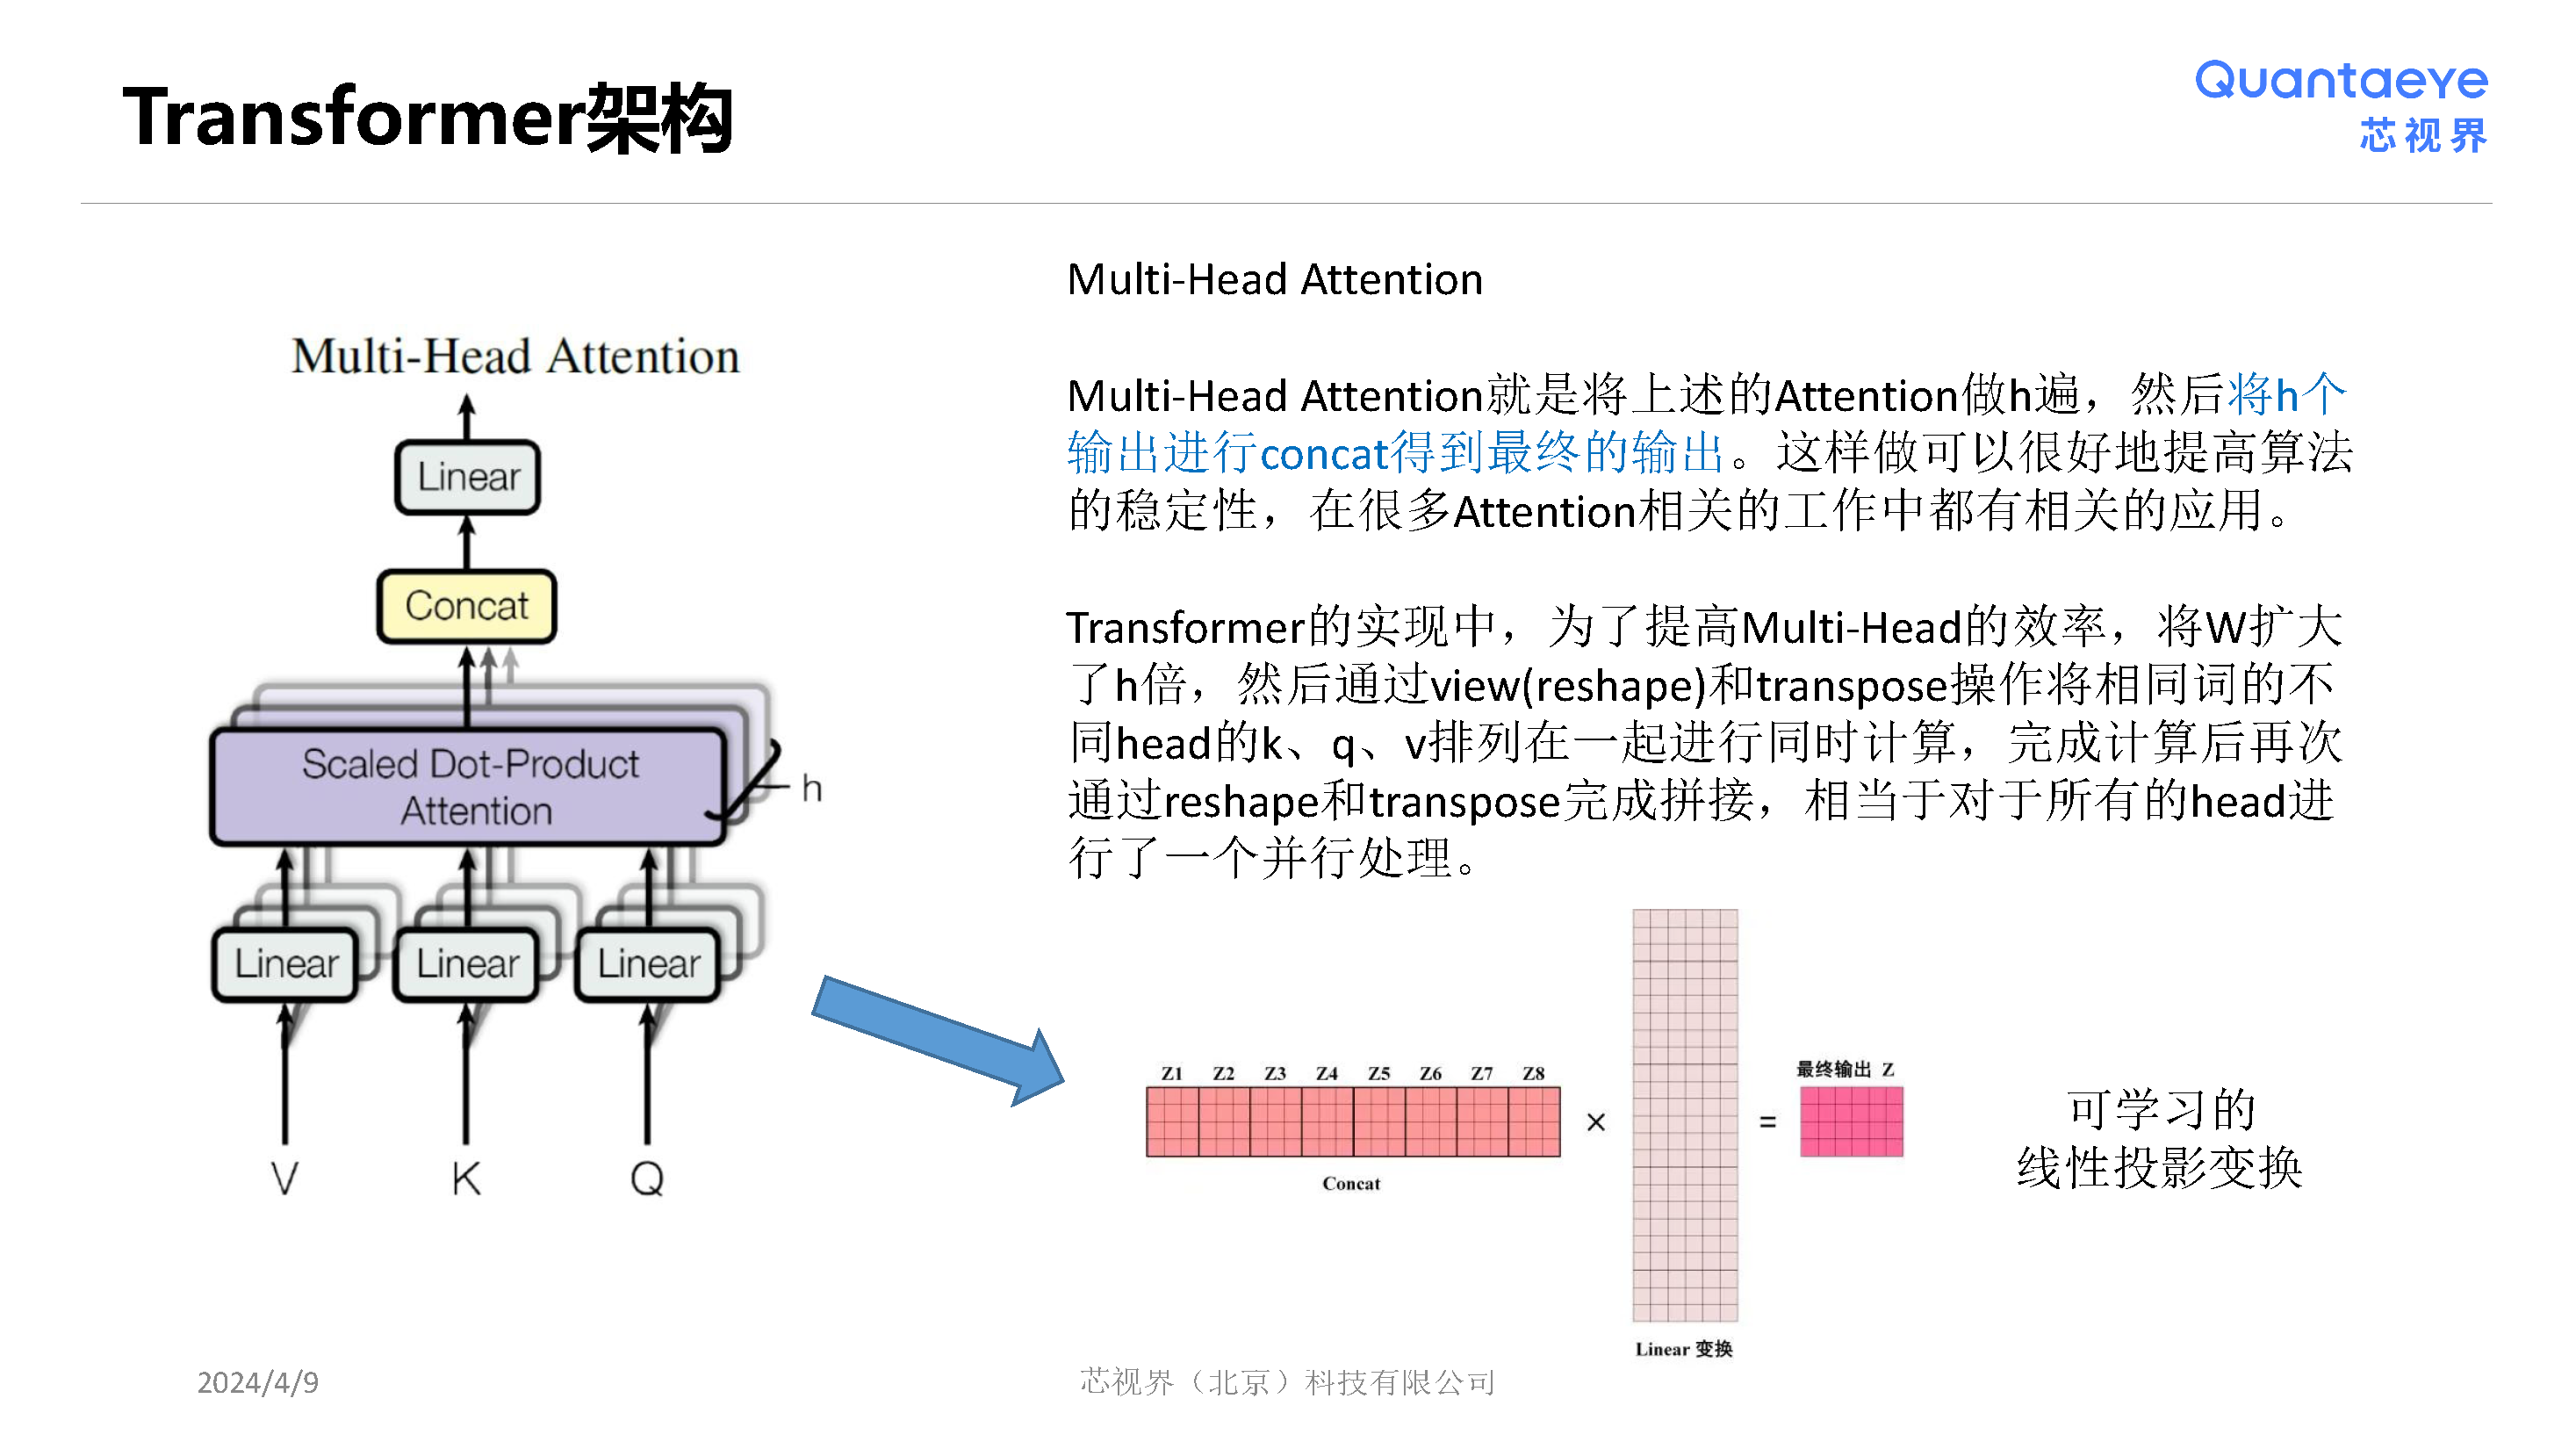 Transformer架构
Quantaeye
芯视界
Multi-Head Attention
Linear
Concat
Scaled Dot-Product
Attention
h
Linear
Linear
Linear
V
K
Q
Multi-Head Attention
Multi-Head Attention就是将上述的Attention做h遍，然后将h个
输出进行concat得到最终的输出。这样做可以很好地提高算法
的稳定性，在很多Attention相关的工作中都有相关的应用。
Transformer的实现中，为了提高Multi-Head的效率，将W扩大
了h倍，然后通过view(reshape)和transpose操作将相同词的不
同head的k、q、v排列在一起进行同时计算，完成计算后再次
通过reshape和transpose完成拼接，相当于对于所有的head进
行了一个并行处理。
Z1 Z2 Z3 Z4 Z5 Z6 Z7 Z8
Concat
×
Linear 变换
=
最终输出 Z
可学习的
线性投影变换
2024/4/9
芯视界（北京）科技有限公司